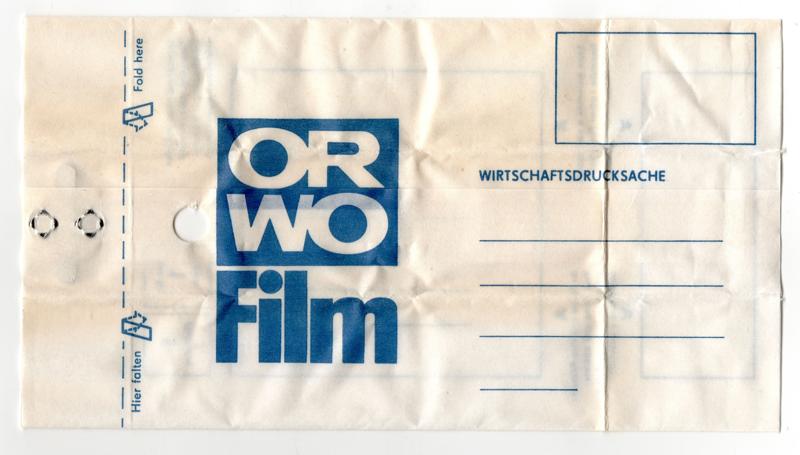 Fold here
OR
WO
Film
WIRTSCHAFTSDRUCKSACHE
Hier falten